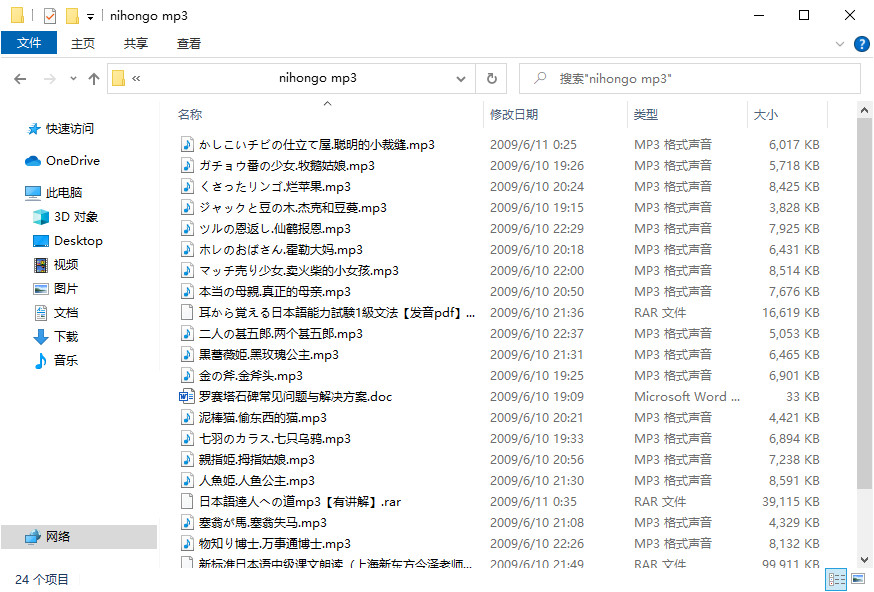 nihongo mp3
文件 主页 共享 查看
« nihongo mp3 搜索"nihongo mp3"
名称 修改日期 类型 大小
快速访问
OneDrive
此电脑
3D 对象
Desktop
视频
图片
文档
下载
音乐
网络
かしこいチビの仕立て屋.聪明的小裁缝.mp3 2009/6/11 0:25 MP3 格式声音 6,017 KB
ガチョウ番の少女.牧鹅姑娘.mp3 2009/6/10 19:26 MP3 格式声音 5,718 KB
くさったリンゴ.烂苹果.mp3 2009/6/10 20:24 MP3 格式声音 8,425 KB
ジャックと豆の木.杰克和豆蔓.mp3 2009/6/10 19:15 MP3 格式声音 3,828 KB
ツルの恩返し.仙鹤报恩.mp3 2009/6/10 22:29 MP3 格式声音 7,925 KB
ホレのおばさん.霍勒大妈.mp3 2009/6/10 20:18 MP3 格式声音 6,431 KB
マッチ売り少女.卖火柴的小女孩.mp3 2009/6/10 22:00 MP3 格式声音 8,514 KB
本当の母親.真正的母亲.mp3 2009/6/10 20:50 MP3 格式声音 7,676 KB
耳から覚える日本語能力試験1級文法【发音pdf】... 2009/6/10 21:36 RAR 文件 16,619 KB
二人の甚五郎.两个甚五郎.mp3 2009/6/10 22:37 MP3 格式声音 5,053 KB
黒薔薇姫.黑玫瑰公主.mp3 2009/6/10 21:31 MP3 格式声音 6,465 KB
金の斧.金斧头.mp3 2009/6/10 19:25 MP3 格式声音 6,901 KB
罗赛塔石碑常见问题与解决方案.doc 2009/6/10 19:09 Microsoft Word ... 33 KB
泥棒猫.偷东西的猫.mp3 2009/6/10 20:21 MP3 格式声音 4,421 KB
七羽のカラス.七只乌鸦.mp3 2009/6/10 19:33 MP3 格式声音 6,894 KB
親指姫.拇指姑娘.mp3 2009/6/10 20:56 MP3 格式声音 7,238 KB
人魚姫.人鱼公主.mp3 2009/6/10 21:30 MP3 格式声音 8,591 KB
日本語達人への道mp3【有讲解】.rar 2009/6/11 0:35 RAR 文件 39,115 KB
塞翁が馬.塞翁失马.mp3 2009/6/10 21:08 MP3 格式声音 4,329 KB
物知り博士.万事通博士.mp3 2009/6/10 22:26 MP3 格式声音 8,132 KB
新标准日本语中级课文朗读（上海新东方今泽老师... 2009/6/10 21:49 RAR 文件 99,911 KB
24 个项目